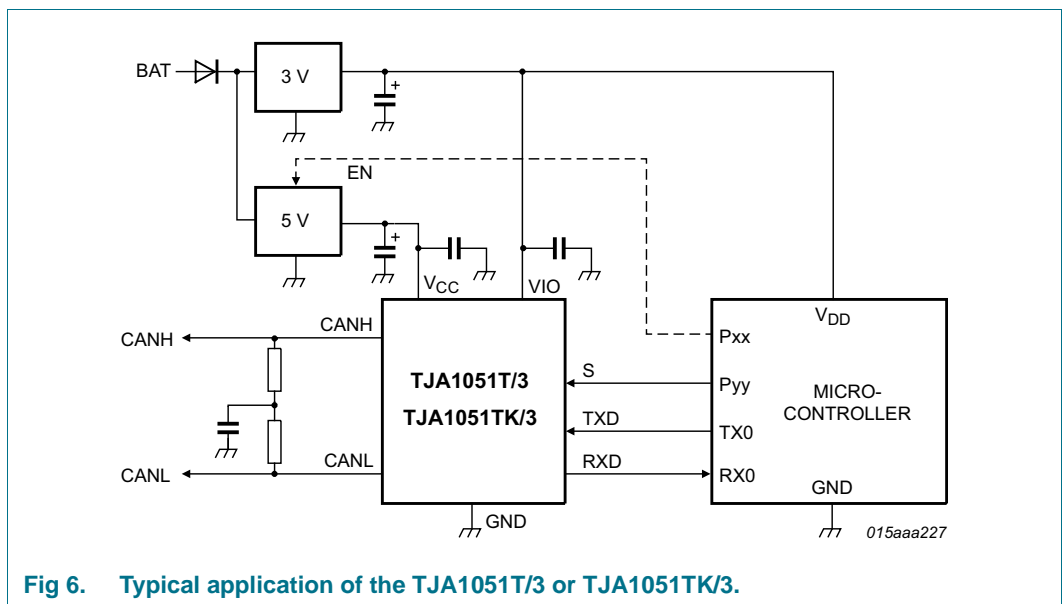 BAT
3 V
+
EN
5 V
+
VCC
VIO
CANH
CANH
TJA1051T/3
TJA1051TK/3
CANL
CANL
GND
S
TXD
RXD
VDD
Pxx
Pyy
TX0
RX0
MICRO-
CONTROLLER
GND
015aaa227
Fig 6. Typical application of the TJA1051T/3 or TJA1051TK/3.